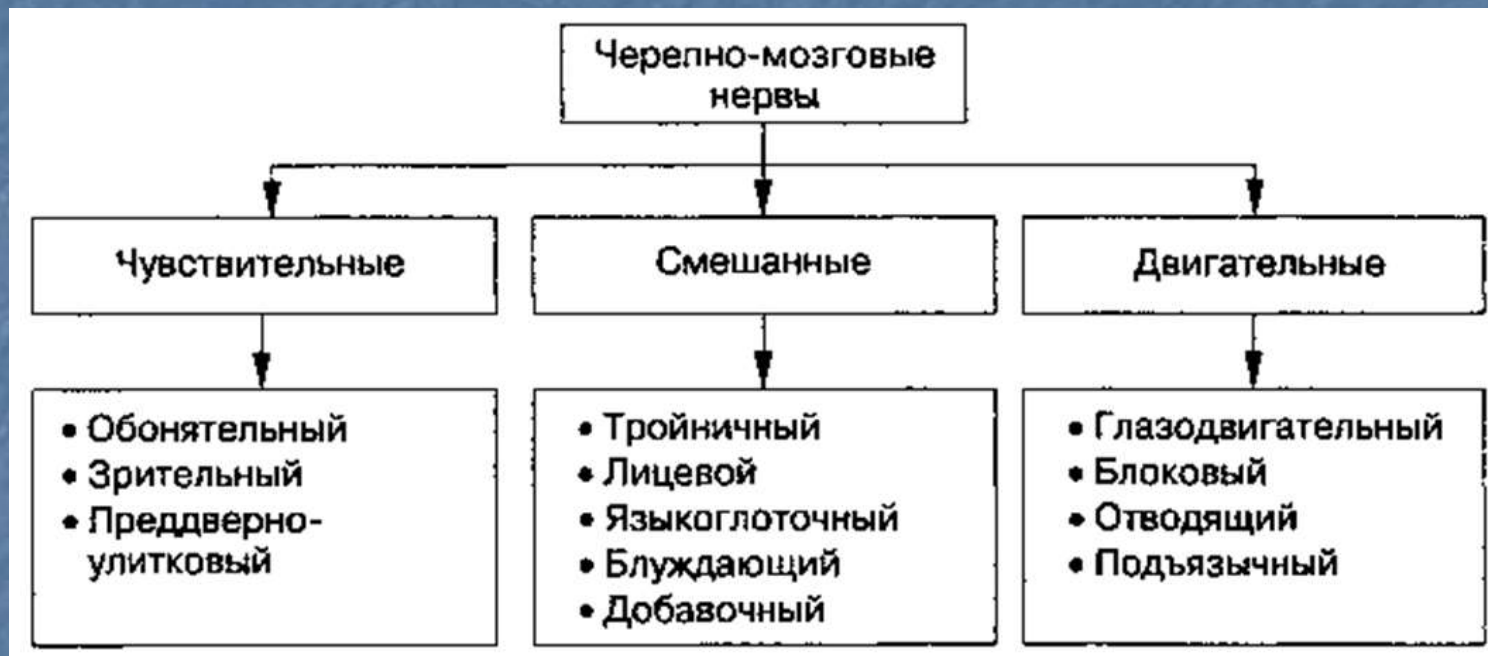 Черепно-мозговые
нервы
Чувствительные
Смешанные
Двигательные
• Обонятельный
• Зрительный
• Преддверно-
улитковый
• Тройничный
• Лицевой
• Языкоглоточный
• Блуждающий
• Добавочный
• Глазодвигательный
• Блоковый
• Отводящий
• Подъязычный